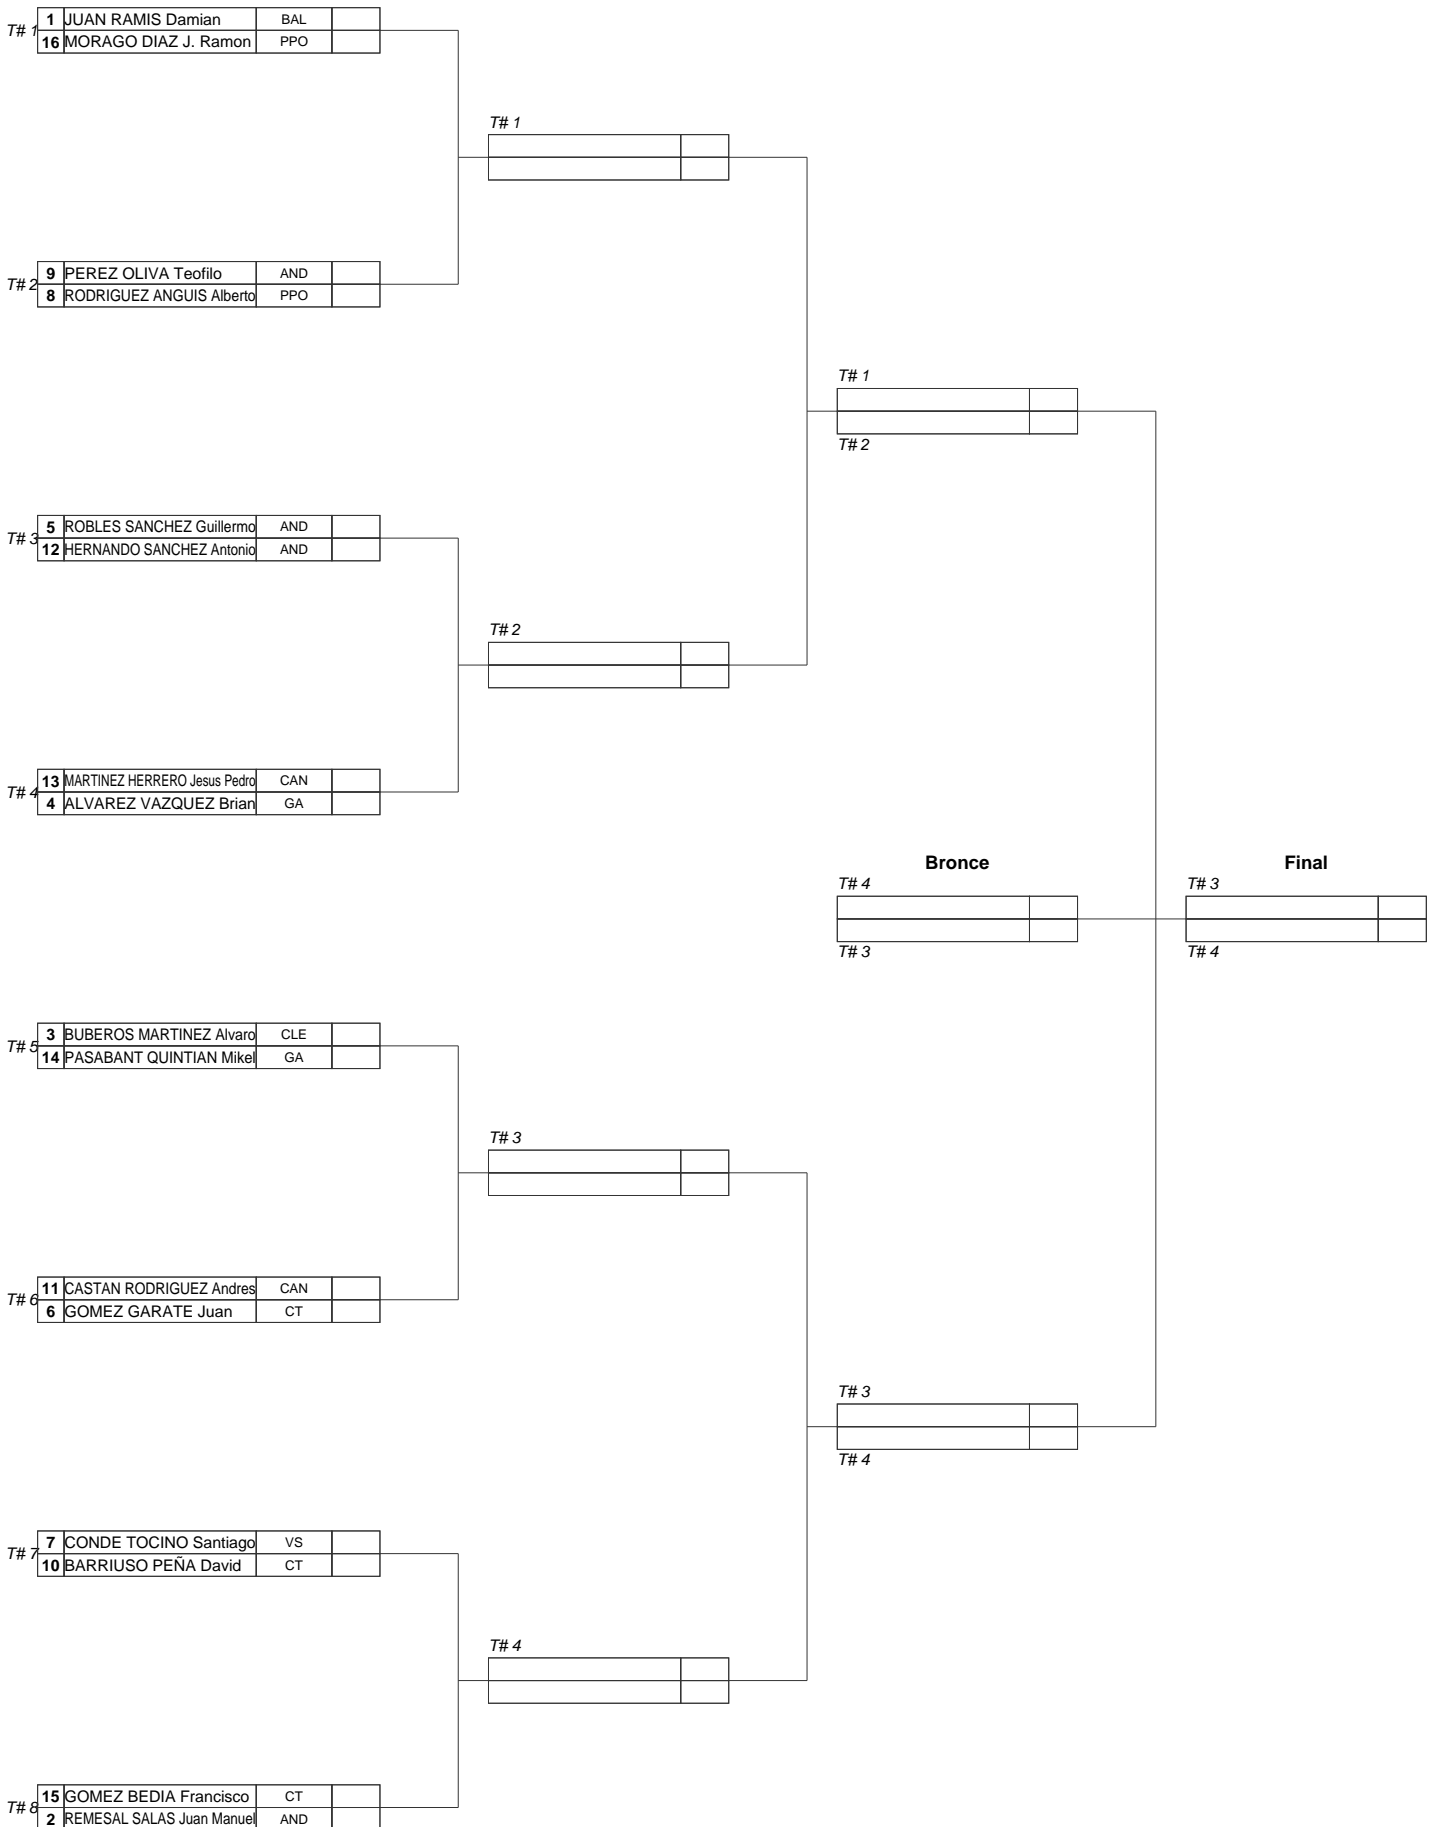 T# 1
1 JUAN RAMIS Damian BAL
16 MORAGO DIAZ J. Ramon PPO
T# 1
T# 2
9 PEREZ OLIVA Teofilo AND
8 RODRIGUEZ ANGUIS Alberto PPO
T# 1
T# 2
T# 3
5 ROBLES SANCHEZ Guillermo AND
12 HERNANDO SANCHEZ Antonio AND
T# 2
T# 4
13 MARTINEZ HERRERO Jesus Pedro CAN
4 ALVAREZ VAZQUEZ Brian GA
Bronce Final
T# 4 T# 3
T# 3 T# 4
T# 5
3 BUBEROS MARTINEZ Alvaro CLE
14 PASABANT QUINTIAN Mikel GA
T# 3
T# 6
11 CASTAN RODRIGUEZ Andres CAN
6 GOMEZ GARATE Juan CT
T# 3
T# 4
T# 7
7 CONDE TOCINO Santiago VS
10 BARRIUSO PEÑA David CT
T# 4
T# 8
15 GOMEZ BEDIA Francisco CT
2 REMESAL SALAS Juan Manuel AND